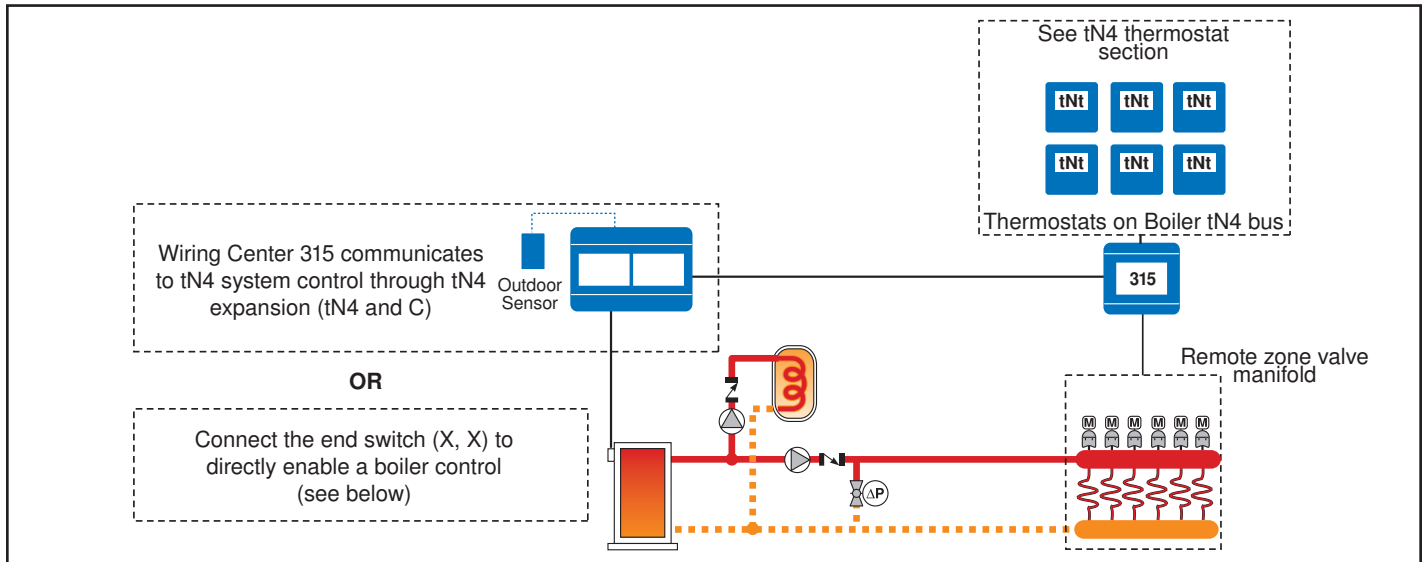 See tN4 thermostat
section
tNt tNt tNt
tNt tNt tNt
Thermostats on Boiler tN4 bus
Wiring Center 315 communicates
to tN4 system control through tN4
expansion (tN4 and C)
Outdoor
Sensor
315
OR
Remote zone valve
manifold
Connect the end switch (X, X) to
directly enable a boiler control
(see below)
M M M M M M
ΔP